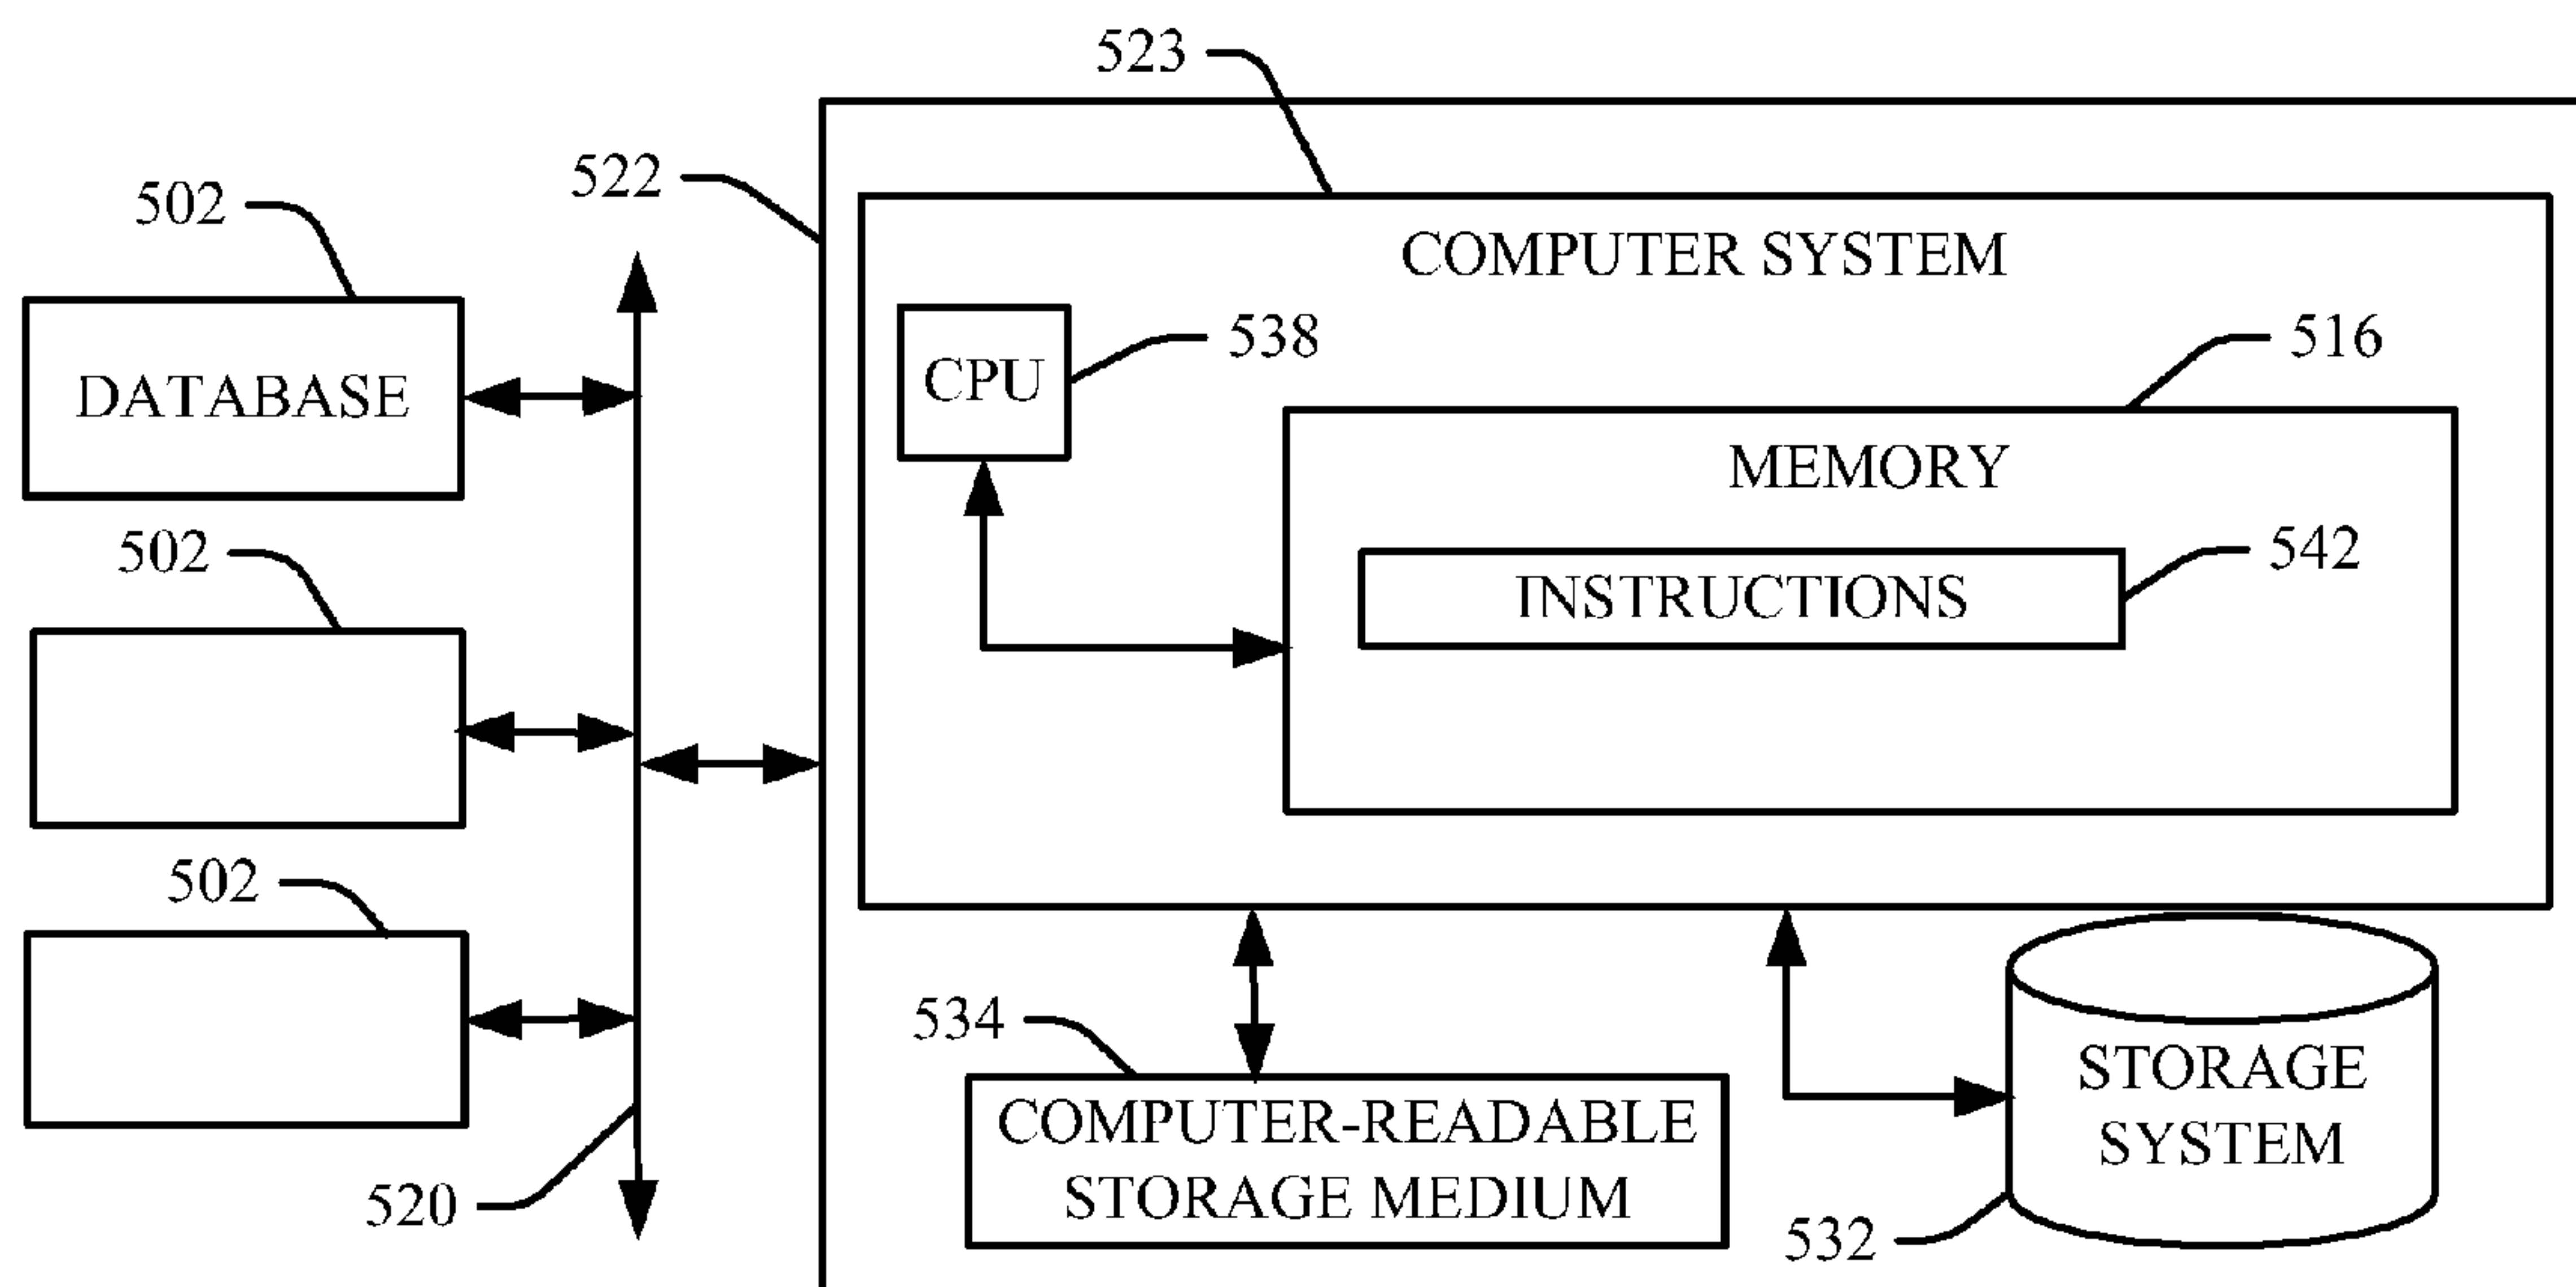 523
522
502
COMPUTER SYSTEM
538
516
CPU
DATABASE
MEMORY
502
542
INSTRUCTIONS
502
534
STORAGE
SYSTEM
COMPUTER-READABLE
STORAGE MEDIUM
520
532